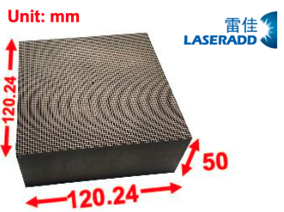 Unit: mm
雷佳
LASERADD
120.24
50
120.24